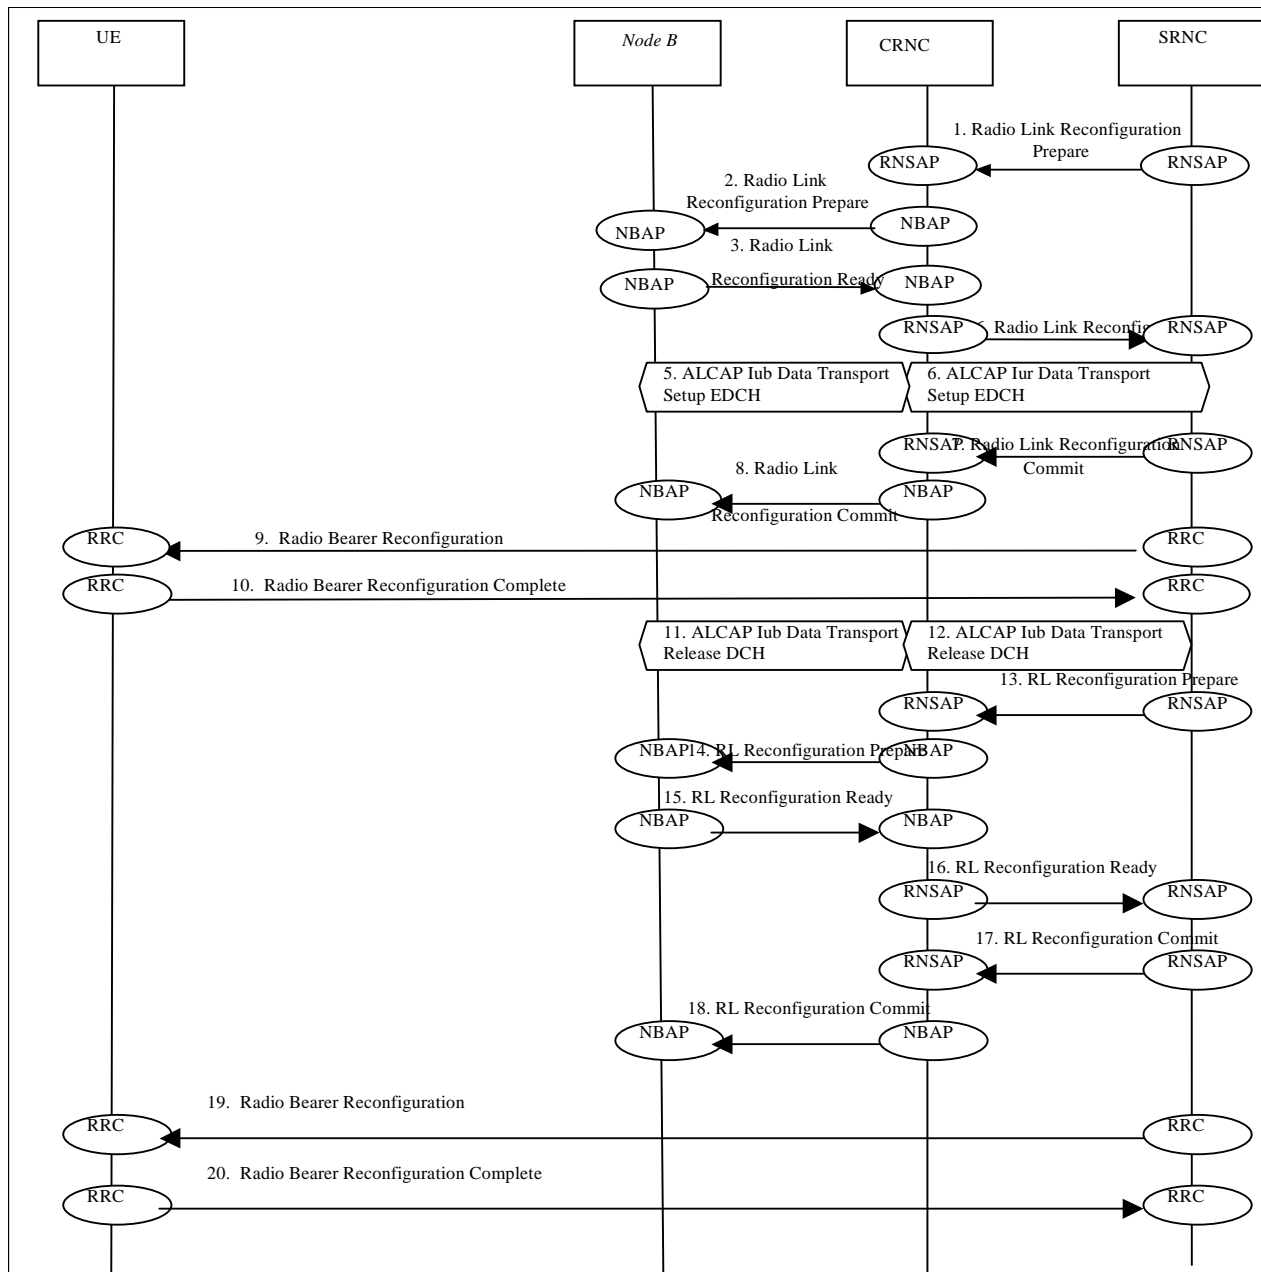 UE
Node B
CRNC
SRNC
1. Radio Link Reconfiguration
Prepare
RNSAP
RNSAP
2. Radio Link
Reconfiguration Prepare
NBAP
NBAP
3. Radio Link
Reconfiguration Ready
NBAP
NBAP
RNSAP
Radio Link
RNSAP
5. ALCAP Iub Data Transport
Setup EDCH
6. ALCAP Iur Data Transport
Setup EDCH
RNSAP
7. Radio Link Reconfiguration
Commit
RNSAP
8. Radio Link
Reconfiguration Commit
NBAP
NBAP
RRC
9. Radio Bearer Reconfiguration
RRC
RRC
10. Radio Bearer Reconfiguration Complete
RRC
11. ALCAP Iub Data Transport
Release DCH
12. ALCAP Iub Data Transport
Release DCH
13. RL Reconfiguration Prepare
RNSAP
RNSAP
NBAP
14. RL Reconfiguration Prepare
NBAP
15. RL Reconfiguration Ready
NBAP
NBAP
16. RL Reconfiguration Ready
RNSAP
RNSAP
17. RL Reconfiguration Commit
RNSAP
RNSAP
18. RL Reconfiguration Commit
NBAP
NBAP
19. Radio Bearer Reconfiguration
RRC
RRC
20. Radio Bearer Reconfiguration Complete
RRC
RRC